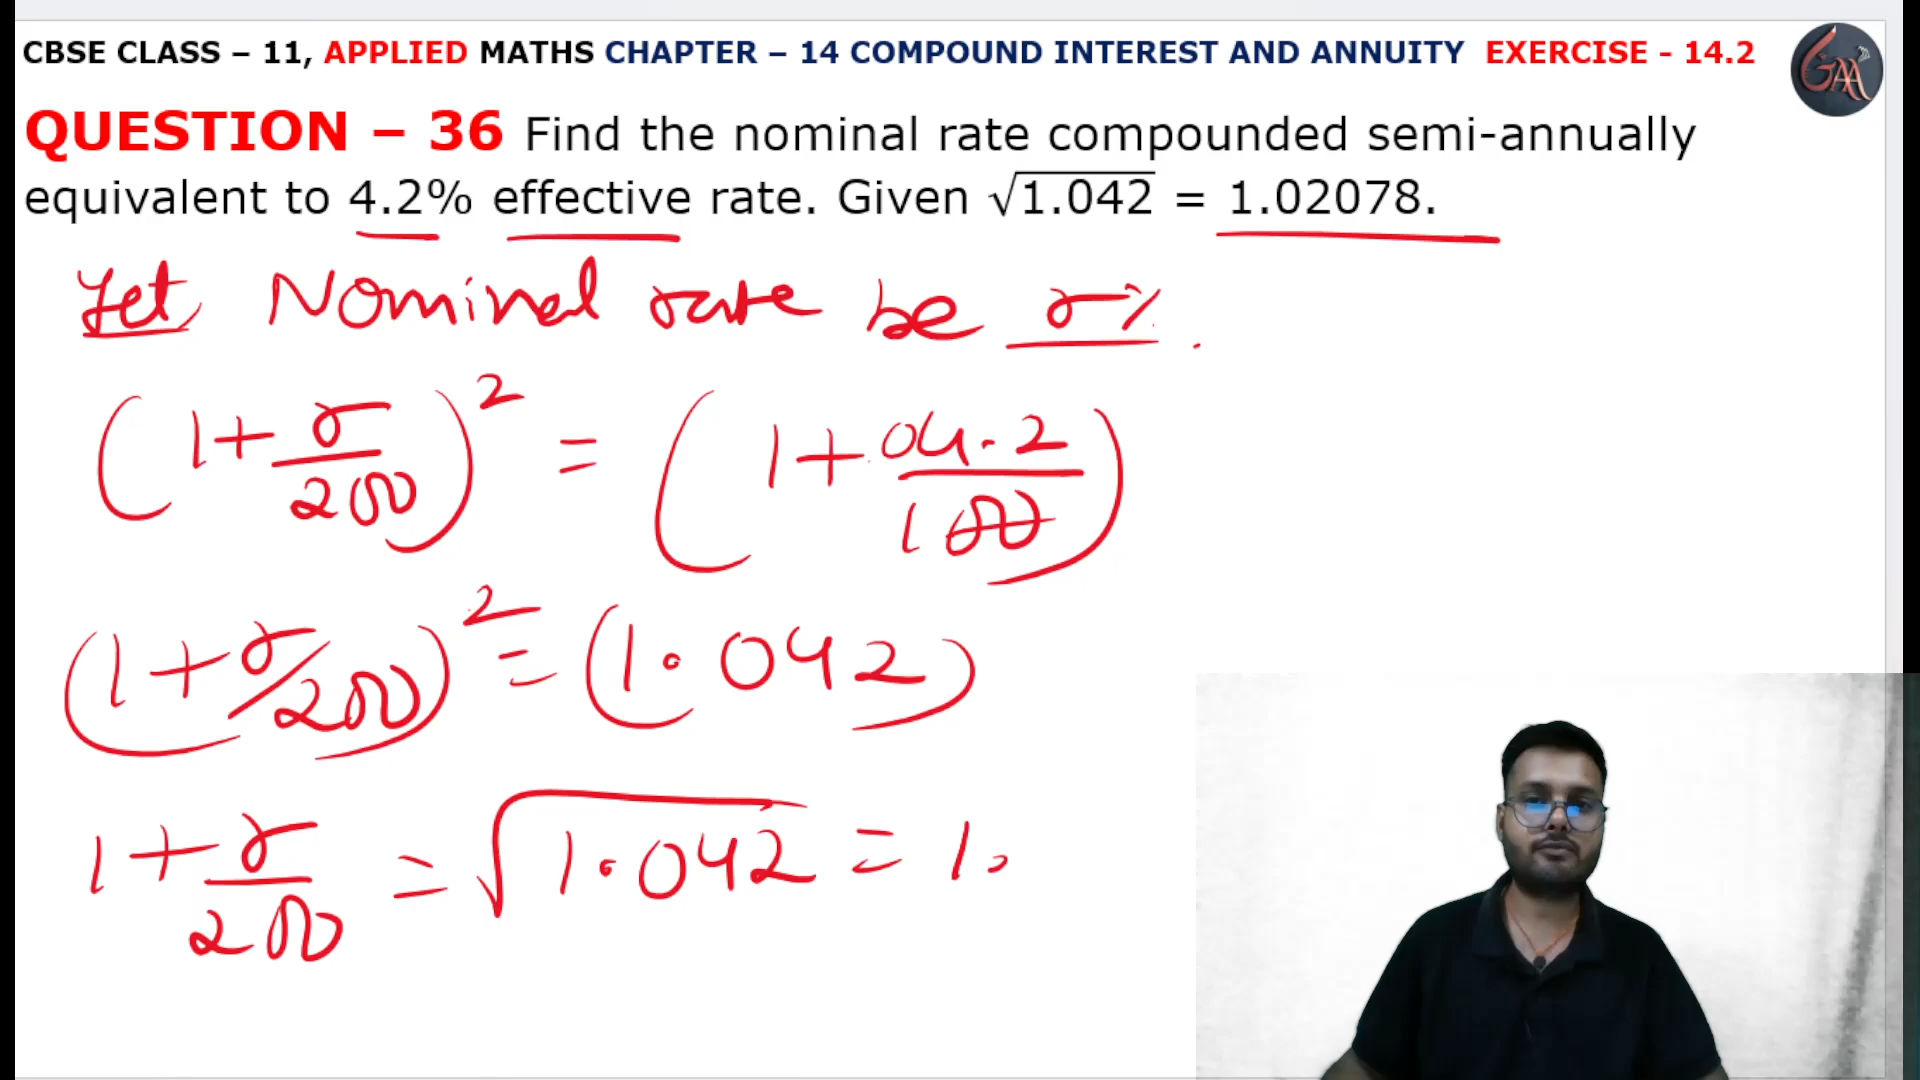 CBSE CLASS – 11, APPLIED MATHS CHAPTER – 14 COMPOUND INTEREST AND ANNUITY EXERCISE - 14.2
GAA
QUESTION – 36 Find the nominal rate compounded semi-annually
equivalent to 4.2% effective rate. Given √1.042 = 1.02078.
Let, Nominal rate be r%.
(1+r/200)² = (1+04.2/100)
(1+r/200)² = (1.042)
1+r/200 = √1.042 = 1.